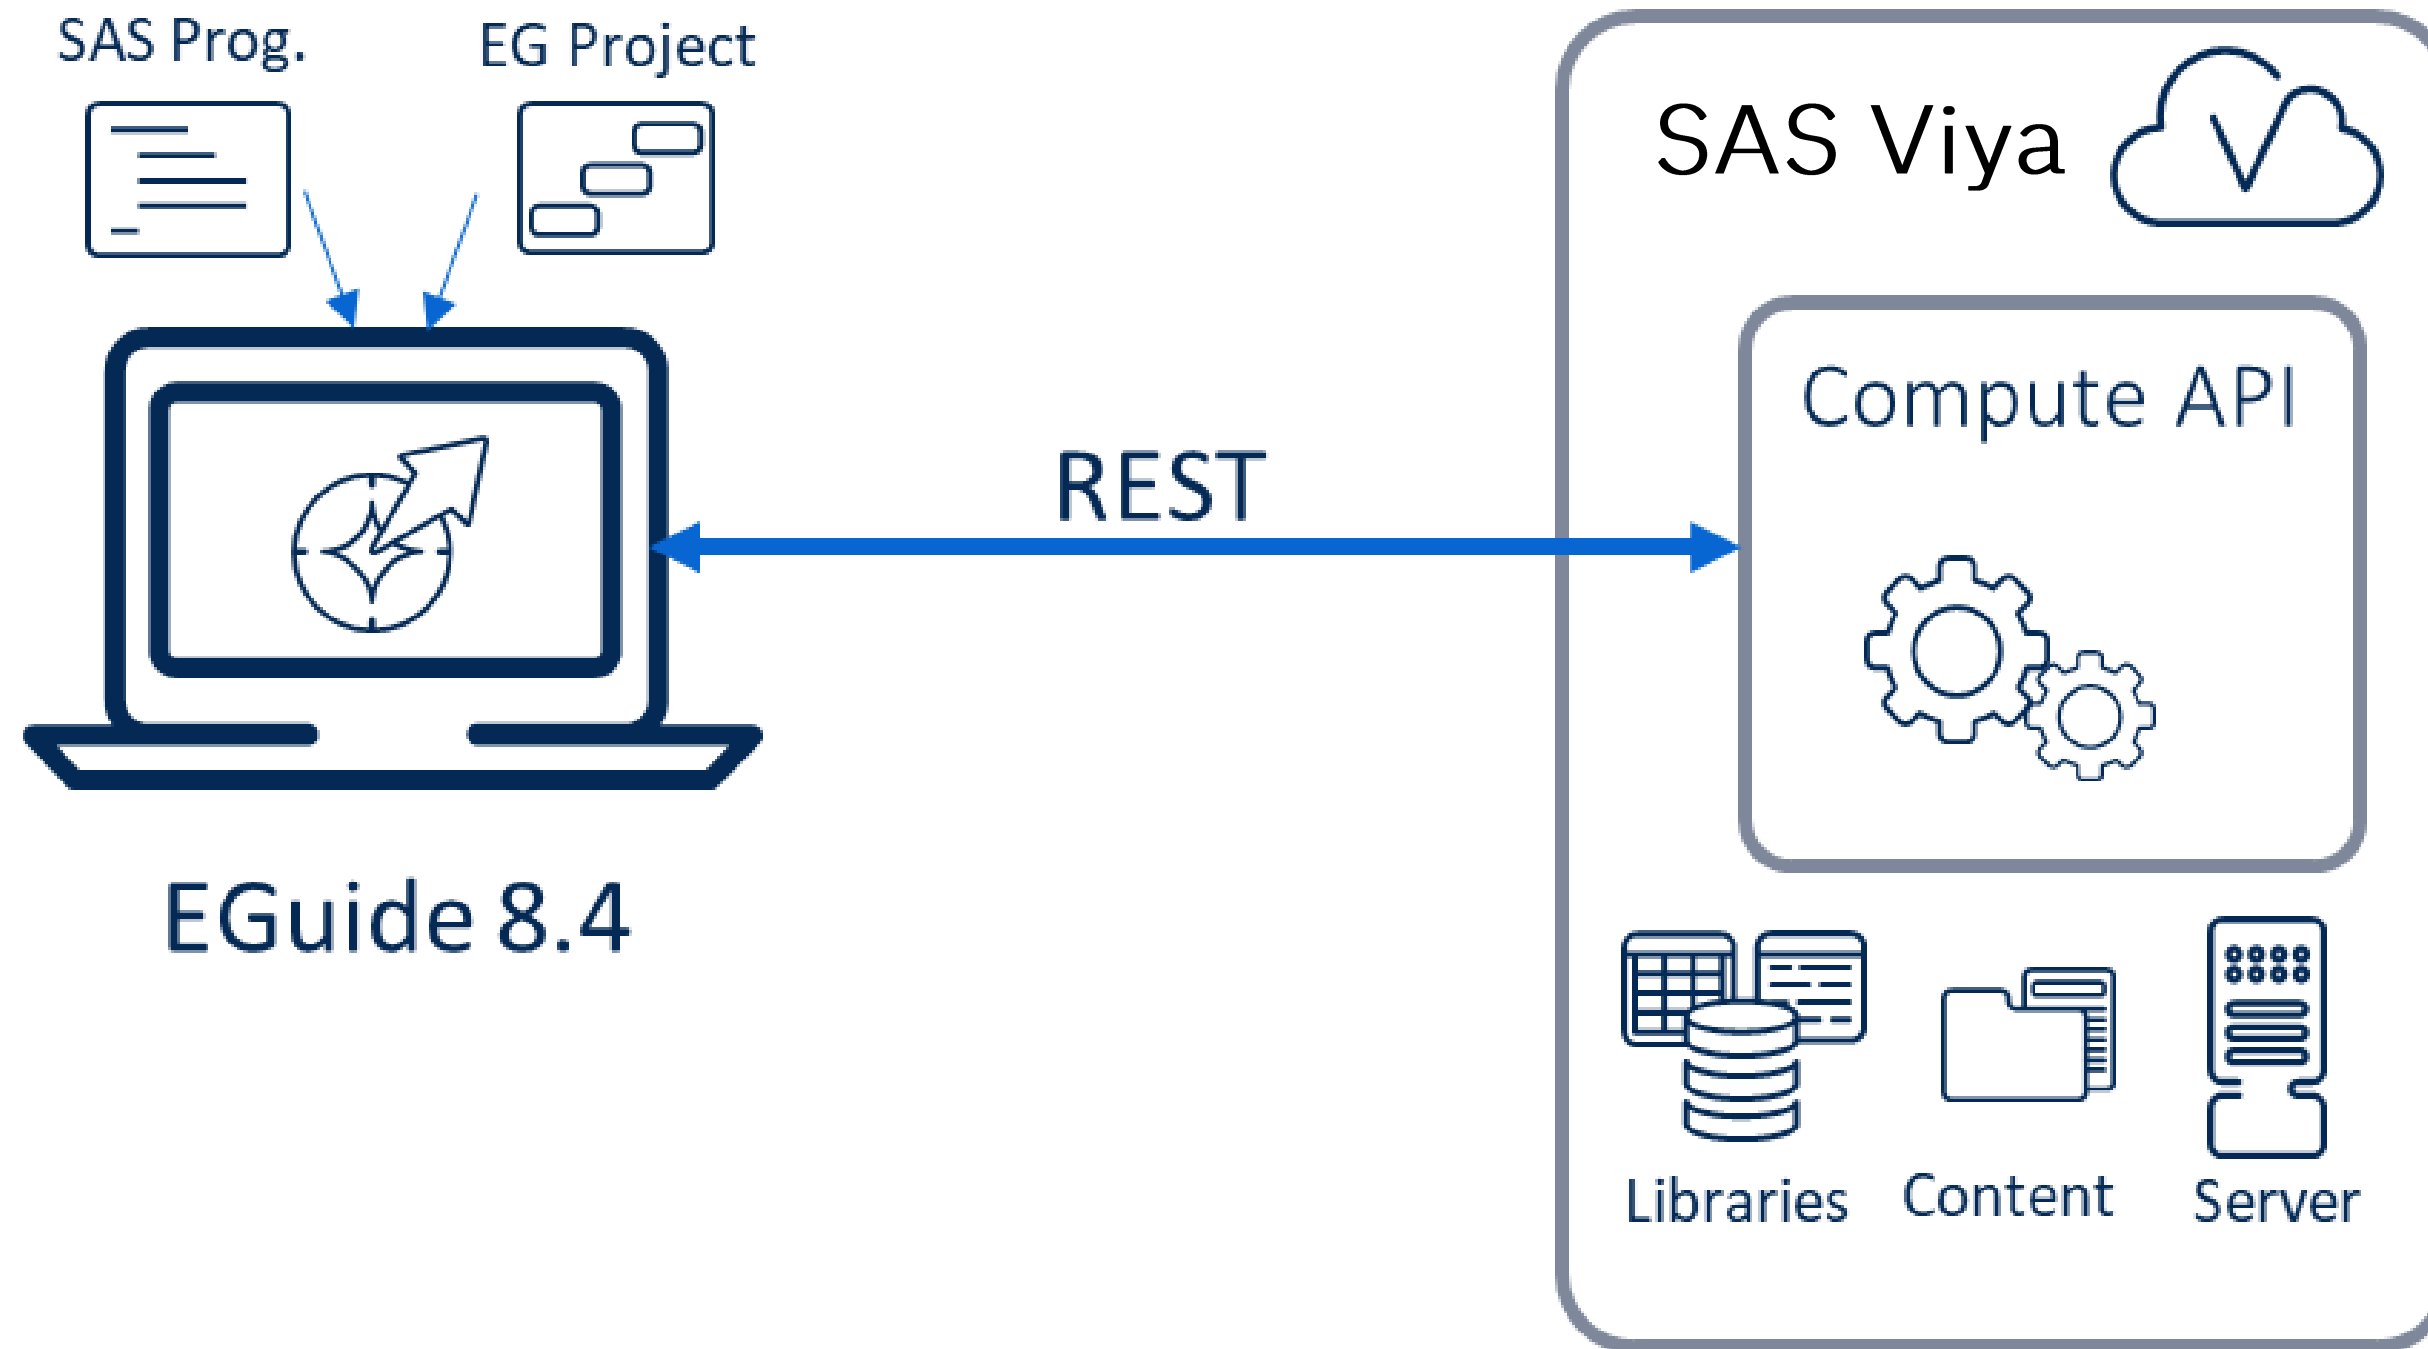 SAS Prog.
EG Project
SAS Viya
Compute API
REST
EGuide 8.4
Libraries
Content
Server